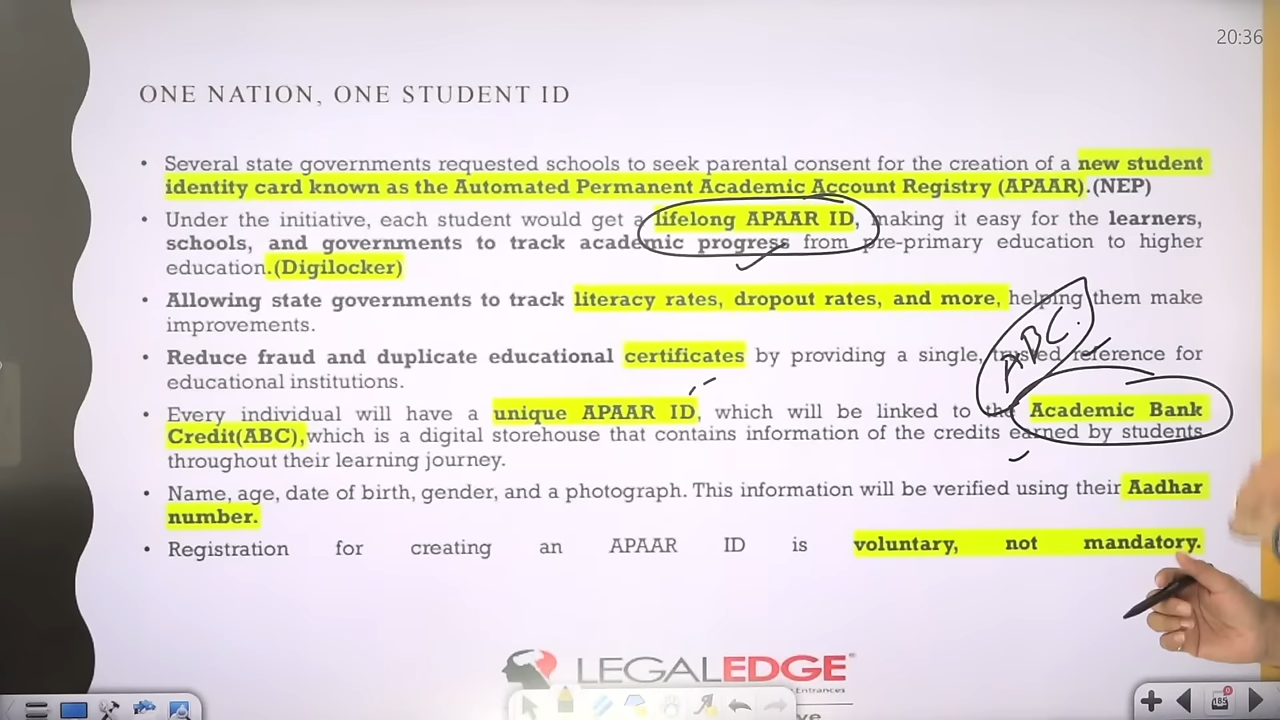 20:36
ONE NATION, ONE STUDENT ID
• Several state governments requested schools to seek parental consent for the creation of a new student
identity card known as the Automated Permanent Academic Account Registry (APAAR).(NEP)
• Under the initiative, each student would get a lifelong APAAR ID, making it easy for the learners,
schools, and governments to track academic progress from pre-primary education to higher
education.(Digilocker)
• Allowing state governments to track literacy rates, dropout rates, and more, helping them make
improvements.
ABC.
• Reduce fraud and duplicate educational certificates by providing a single, trusted reference for
educational institutions.
• Every individual will have a unique APAAR ID, which will be linked to the Academic Bank
Credit(ABC),which is a digital storehouse that contains information of the credits earned by students
throughout their learning journey.
• Name, age, date of birth, gender, and a photograph. This information will be verified using their Aadhar
number.
• Registration for creating an APAAR ID is voluntary, not mandatory.
LEGALEDGE
Entrances